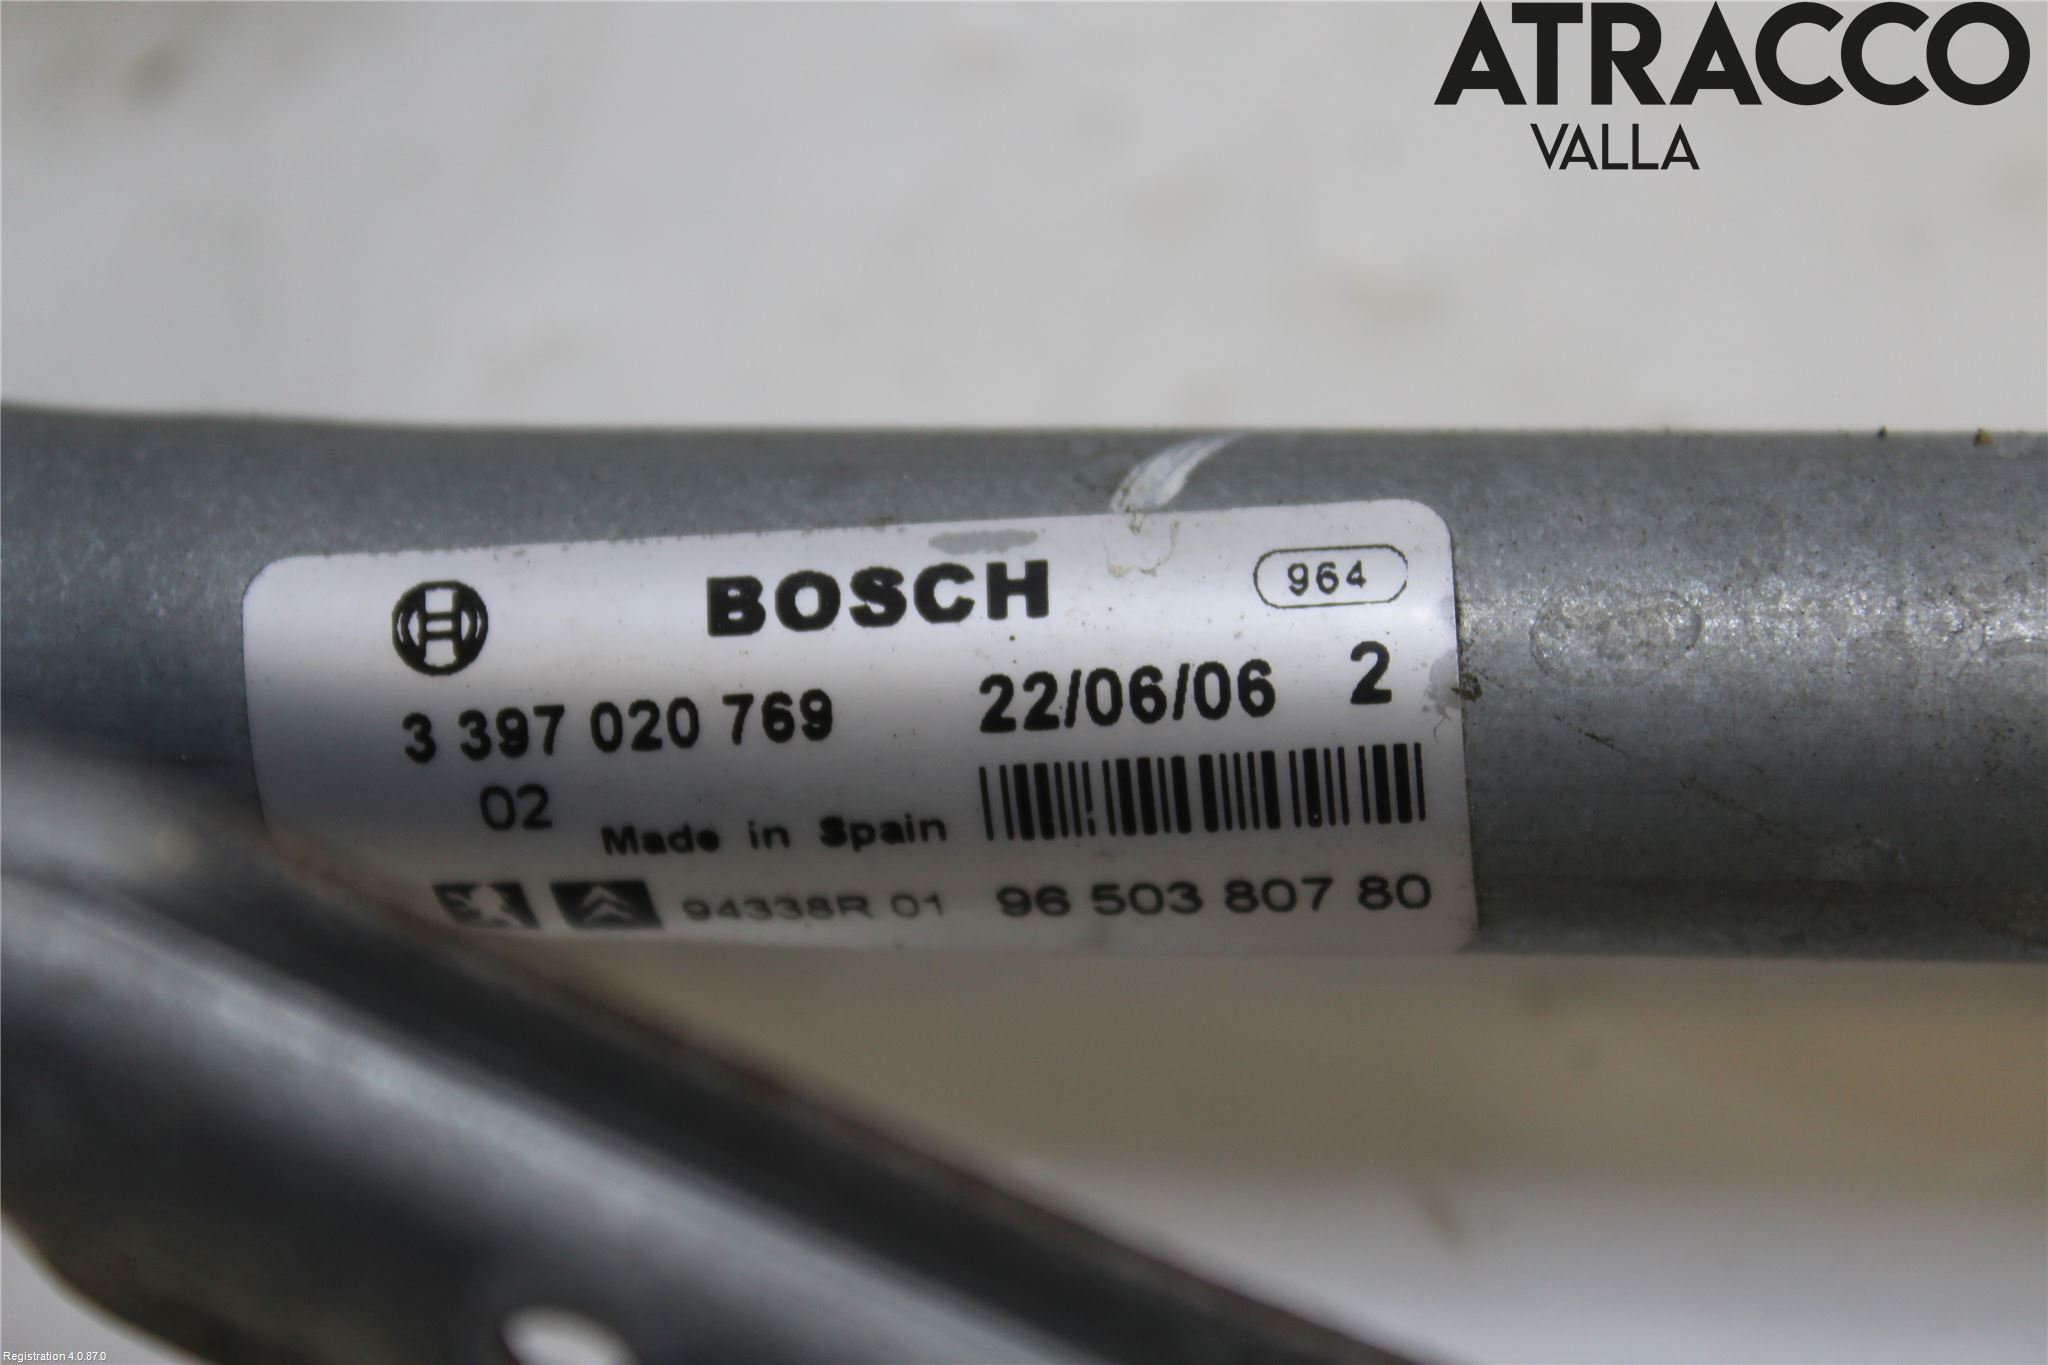 ATRACCO
VALLA
BOSCH 964
3 397 020 769 22/06/06 2
02 Made in Spain
94338R 01 96 503 807 80
Registration 4.0.87.0